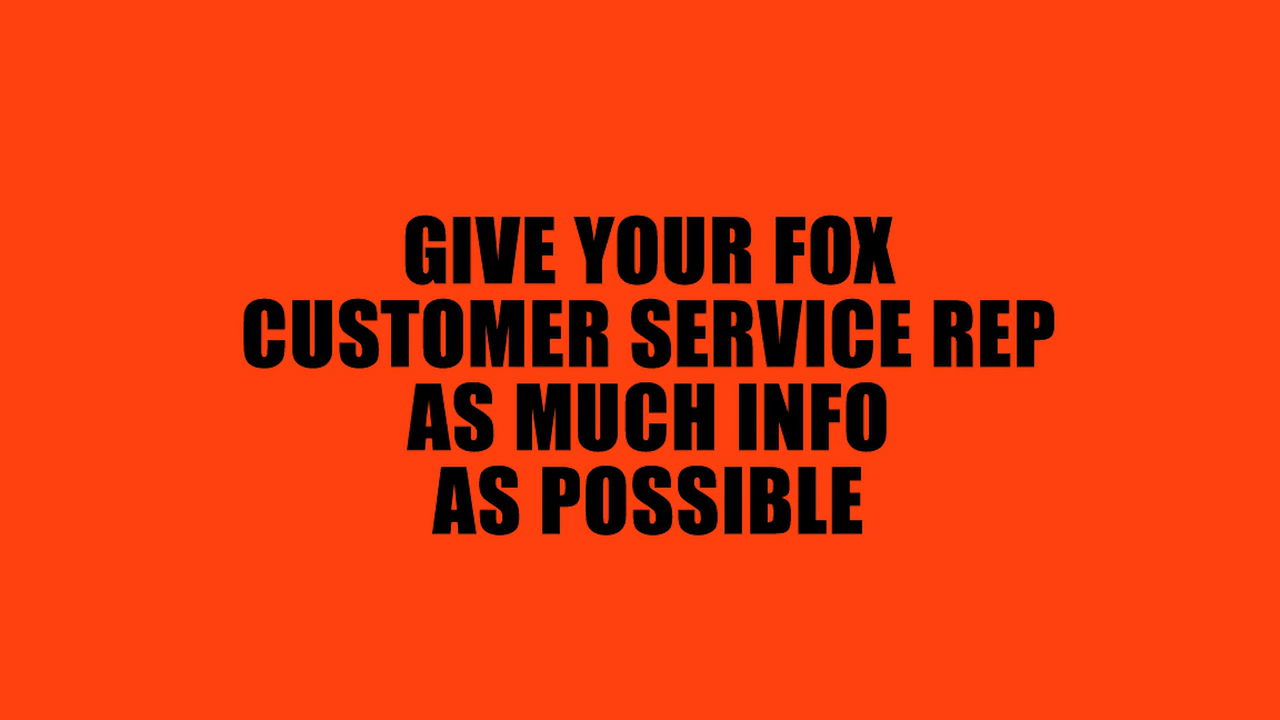 GIVE YOUR FOX
CUSTOMER SERVICE REP
AS MUCH INFO
AS POSSIBLE